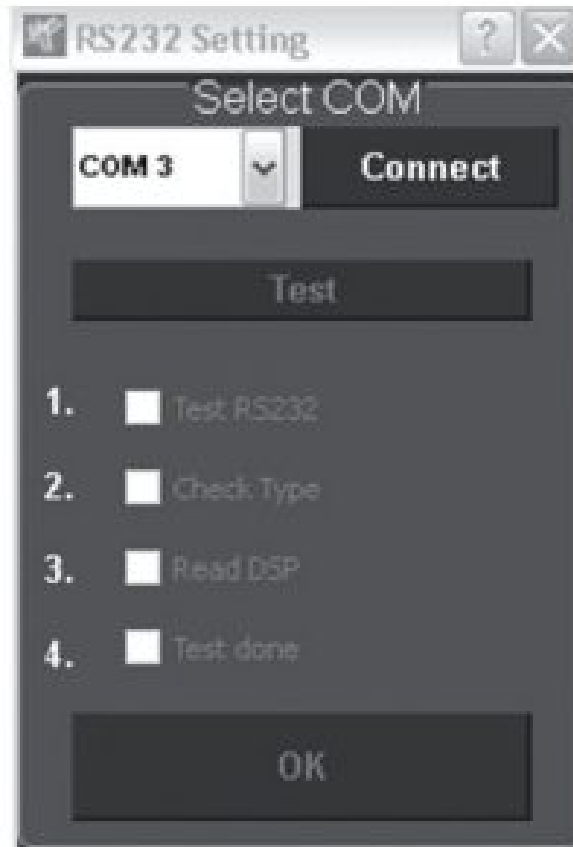 RS232 Setting
?
Select COM
COM 3
Connect
Test
1. Test RS232
2. Check Type
3. Read DSP
4. Test done
OK